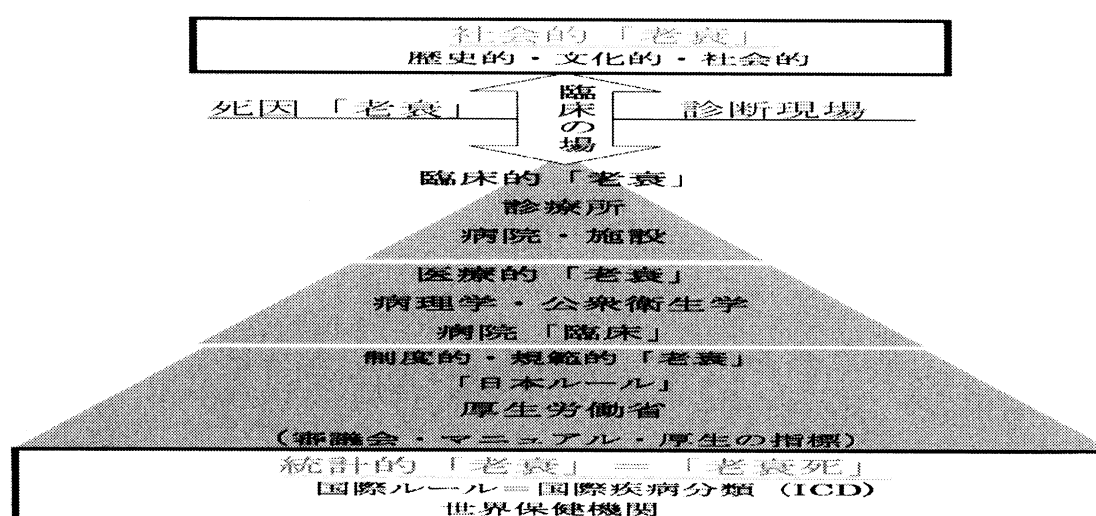 社会的「老衰」
歴史的・文化的・社会的
死因「老衰」
臨床の場
診断現場
臨床的「老衰」
診療所
病院・施設
医療的「老衰」
病理学・公衆衛生学
病院「臨床」
制度的・規範的「老衰」
「日本ルール」
厚生労働省
（審議会・マニュアル・厚生の指標）
統計的「老衰」＝「老衰死」
国際ルール＝国際疾病分類（ICD）
世界保健機関